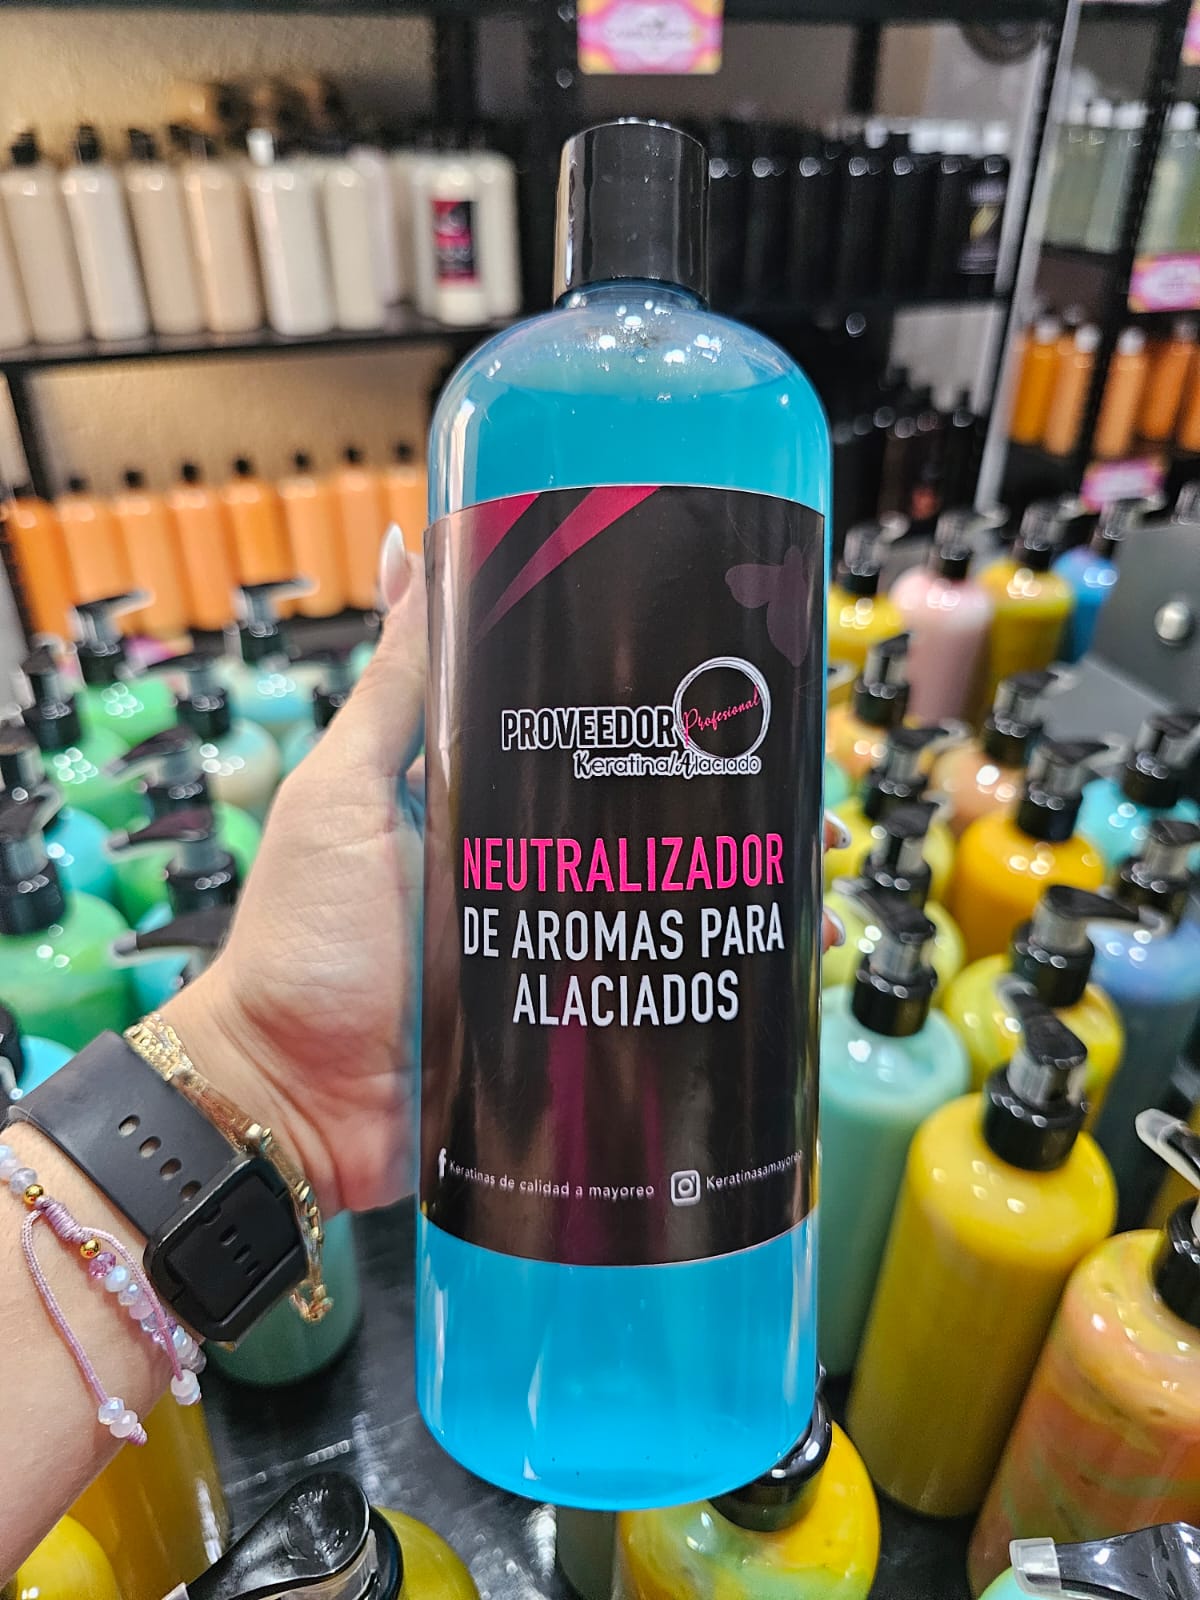 PROVEEDOR
Profesional
Keratina/Alaciado
NEUTRALIZADOR
DE AROMAS PARA
ALACIADOS
Keratinas de calidad a mayoreo
Keratinasamayoreo